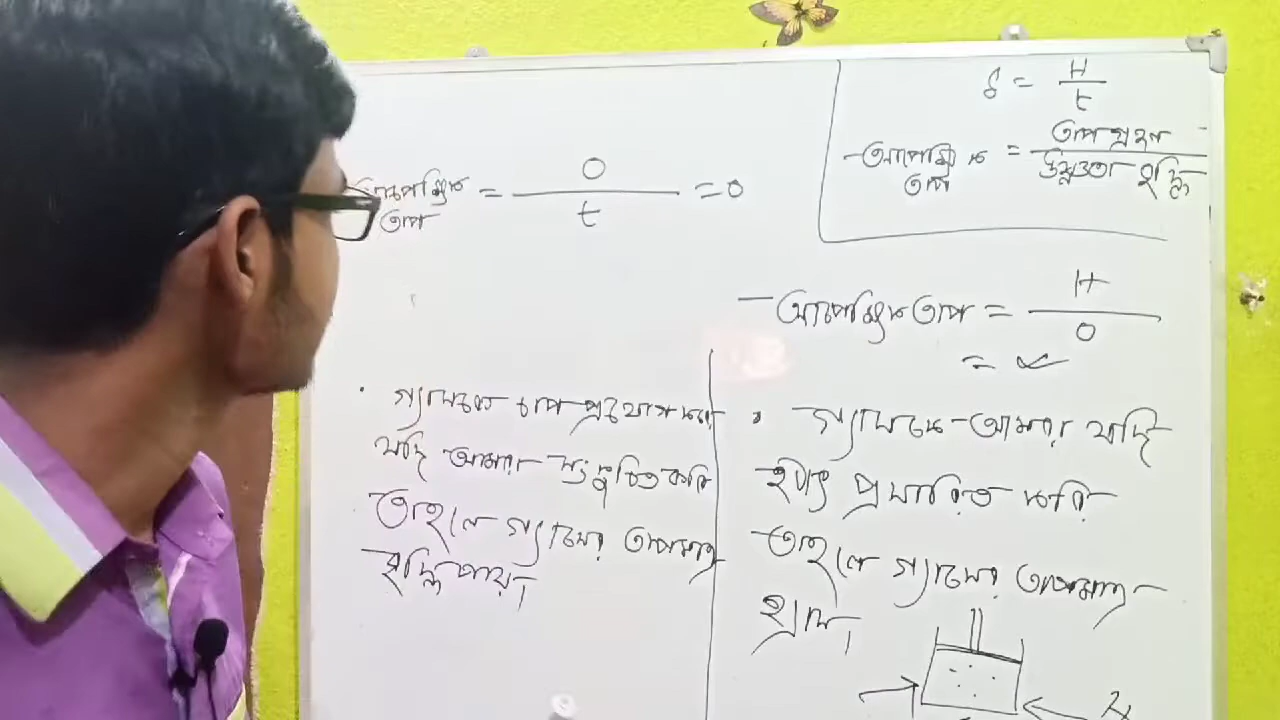 S = H/t
আপেক্ষিক তাপ = তাপ গ্রহণ / উষ্ণতা বৃদ্ধি
আপেক্ষিক তাপ = 0/t = 0
আপেক্ষিক তাপ = H/0
= ∝
• গ্যাসকে চাপ প্রয়োগ করে
যদি আমরা সংকুচিত করি
তাহলে গ্যাসের তাপমাত্রা
বৃদ্ধি পায়।
• গ্যাসকে আমরা যদি
হঠাৎ প্রসারিত করি
তাহলে গ্যাসের তাপমাত্রা
হ্রাস।